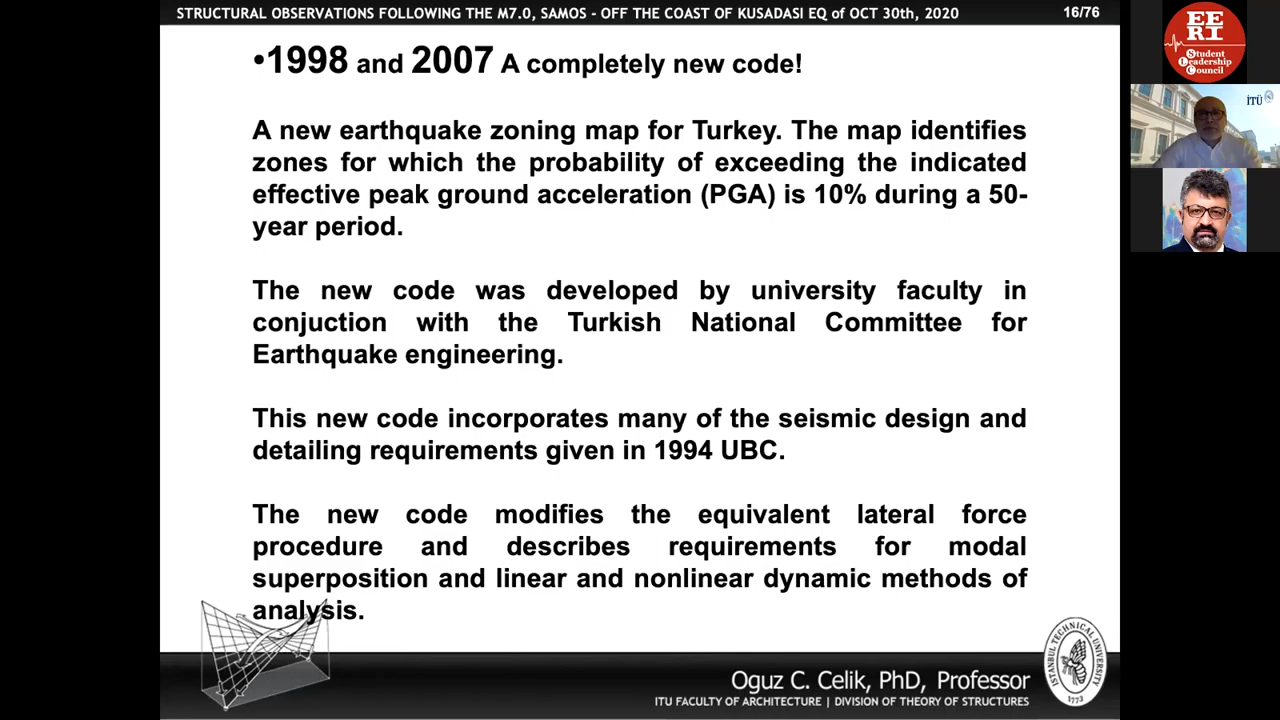 STRUCTURAL OBSERVATIONS FOLLOWING THE M7.0, SAMOS - OFF THE COAST OF KUSADASI EQ of OCT 30th, 2020
16/76
•1998 and 2007 A completely new code!
A new earthquake zoning map for Turkey. The map identifies
zones for which the probability of exceeding the indicated
effective peak ground acceleration (PGA) is 10% during a 50-
year period.
The new code was developed by university faculty in
conjuction with the Turkish National Committee for
Earthquake engineering.
This new code incorporates many of the seismic design and
detailing requirements given in 1994 UBC.
The new code modifies the equivalent lateral force
procedure and describes requirements for modal
superposition and linear and nonlinear dynamic methods of
analysis.
Oguz C. Celik, PhD, Professor
ITU FACULTY OF ARCHITECTURE | DIVISION OF THEORY OF STRUCTURES
ISTANBUL TECHNICAL UNIVERSITY
1773
EE
RI
Student
Leadership
Council
İTÜ